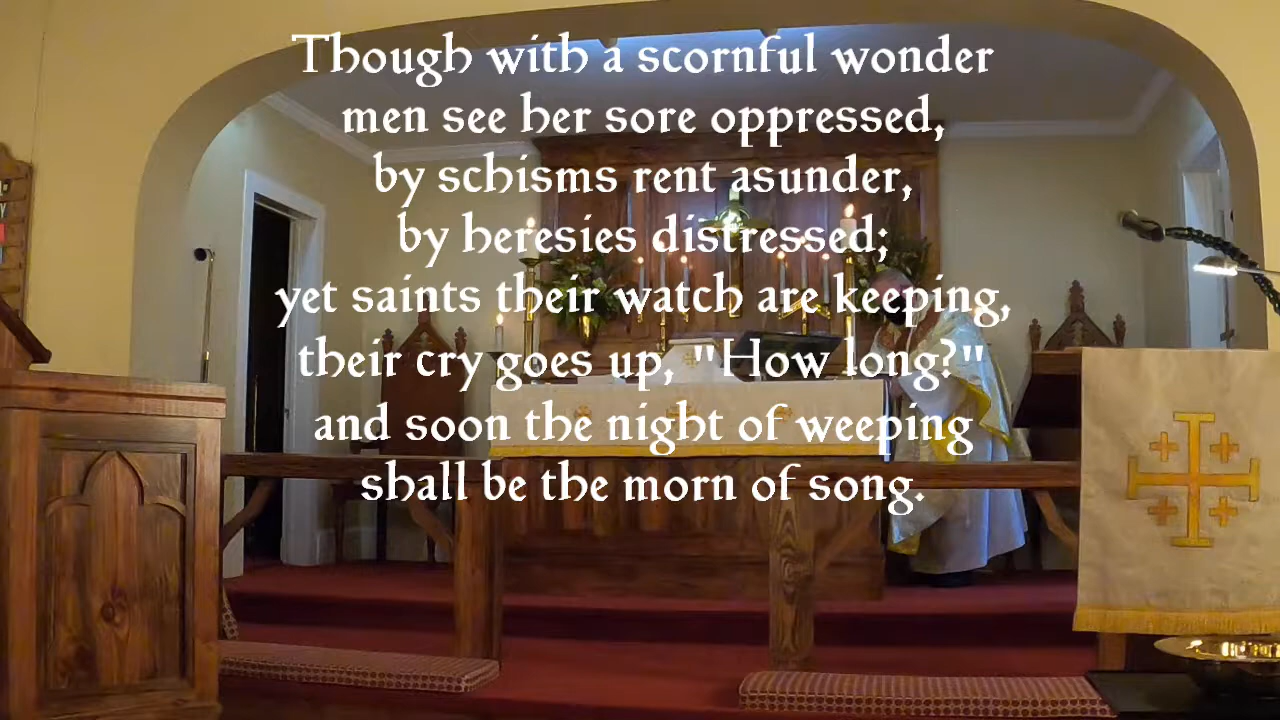 Though with a scornful wonder
men see her sore oppressed,
by schisms rent asunder,
by heresies distressed;
yet saints their watch are keeping,
their cry goes up, "How long?"
and soon the night of weeping
shall be the morn of song.